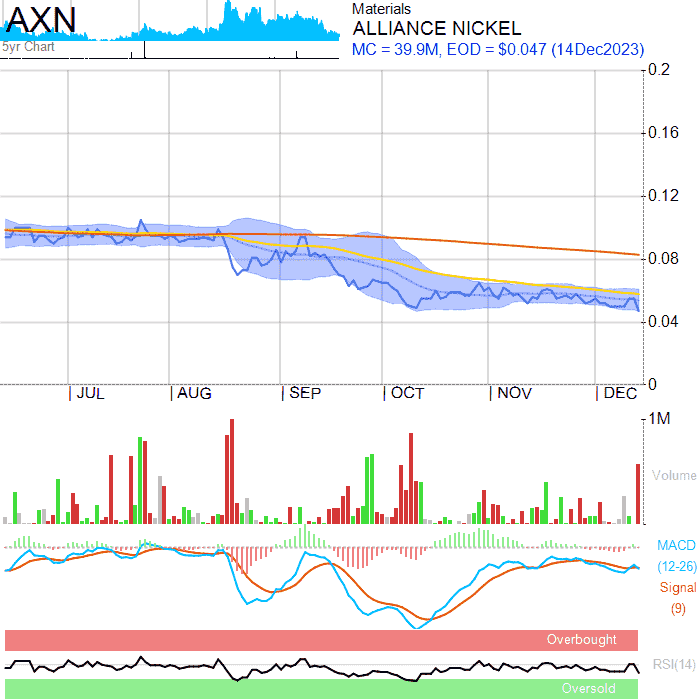 AXN
5yr Chart
Materials
ALLIANCE NICKEL
MC = 39.9M, EOD = $0.047 (14Dec2023)
0.2
0.16
0.12
0.08
0.04
0
JUL AUG SEP OCT NOV DEC
1M
Volume
MACD
(12-26)
Signal
(9)
Overbought
RSI(14)
Oversold